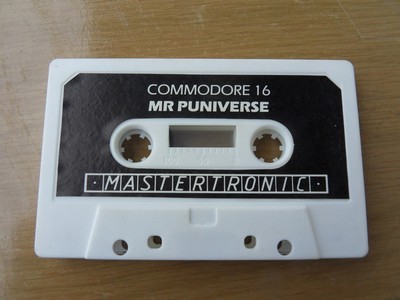 COMMODORE 16
MR PUNIVERSE
· MASTERTRONIC ·